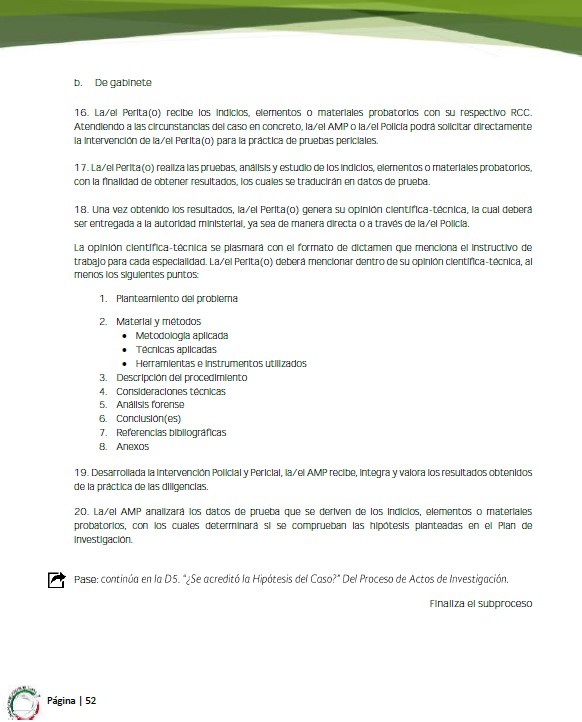 b. De gabinete
16. La/el Perita(o) recibe los indicios, elementos o materiales probatorios con su respectivo RCC.
Atendiendo a las circunstancias del caso en concreto, la/el AMP o la/el Policía podrá solicitar directamente
la intervención de la/el Perita(o) para la práctica de pruebas periciales.
17. La/el Perita(o) realiza las pruebas, análisis y estudio de los indicios, elementos o materiales probatorios,
con la finalidad de obtener resultados, los cuales se traducirán en datos de prueba.
18. Una vez obtenido los resultados, la/el Perita(o) genera su opinión científica-técnica, la cual deberá
ser entregada a la autoridad ministerial, ya sea de manera directa o a través de la/el Policía.
La opinión científica-técnica se plasmará con el formato de dictamen que menciona el instructivo de
trabajo para cada especialidad. La/el Perita(o) deberá mencionar dentro de su opinión científica-técnica, al
menos los siguientes puntos:
1. Planteamiento del problema
2. Material y métodos
• Metodología aplicada
• Técnicas aplicadas
• Herramientas e instrumentos utilizados
3. Descripción del procedimiento
4. Consideraciones técnicas
5. Análisis forense
6. Conclusión(es)
7. Referencias bibliográficas
8. Anexos
19. Desarrollada la Intervención Policial y Pericial, la/el AMP recibe, integra y valora los resultados obtenidos
de la práctica de las diligencias.
20. La/el AMP analizará los datos de prueba que se deriven de los indicios, elementos o materiales
probatorios, con los cuales determinará si se comprueban las hipótesis planteadas en el Plan de
Investigación.
Pase: continúa en la D5. "¿Se acreditó la Hipótesis del Caso?" Del Proceso de Actos de Investigación.
Finaliza el subproceso
Página | 52